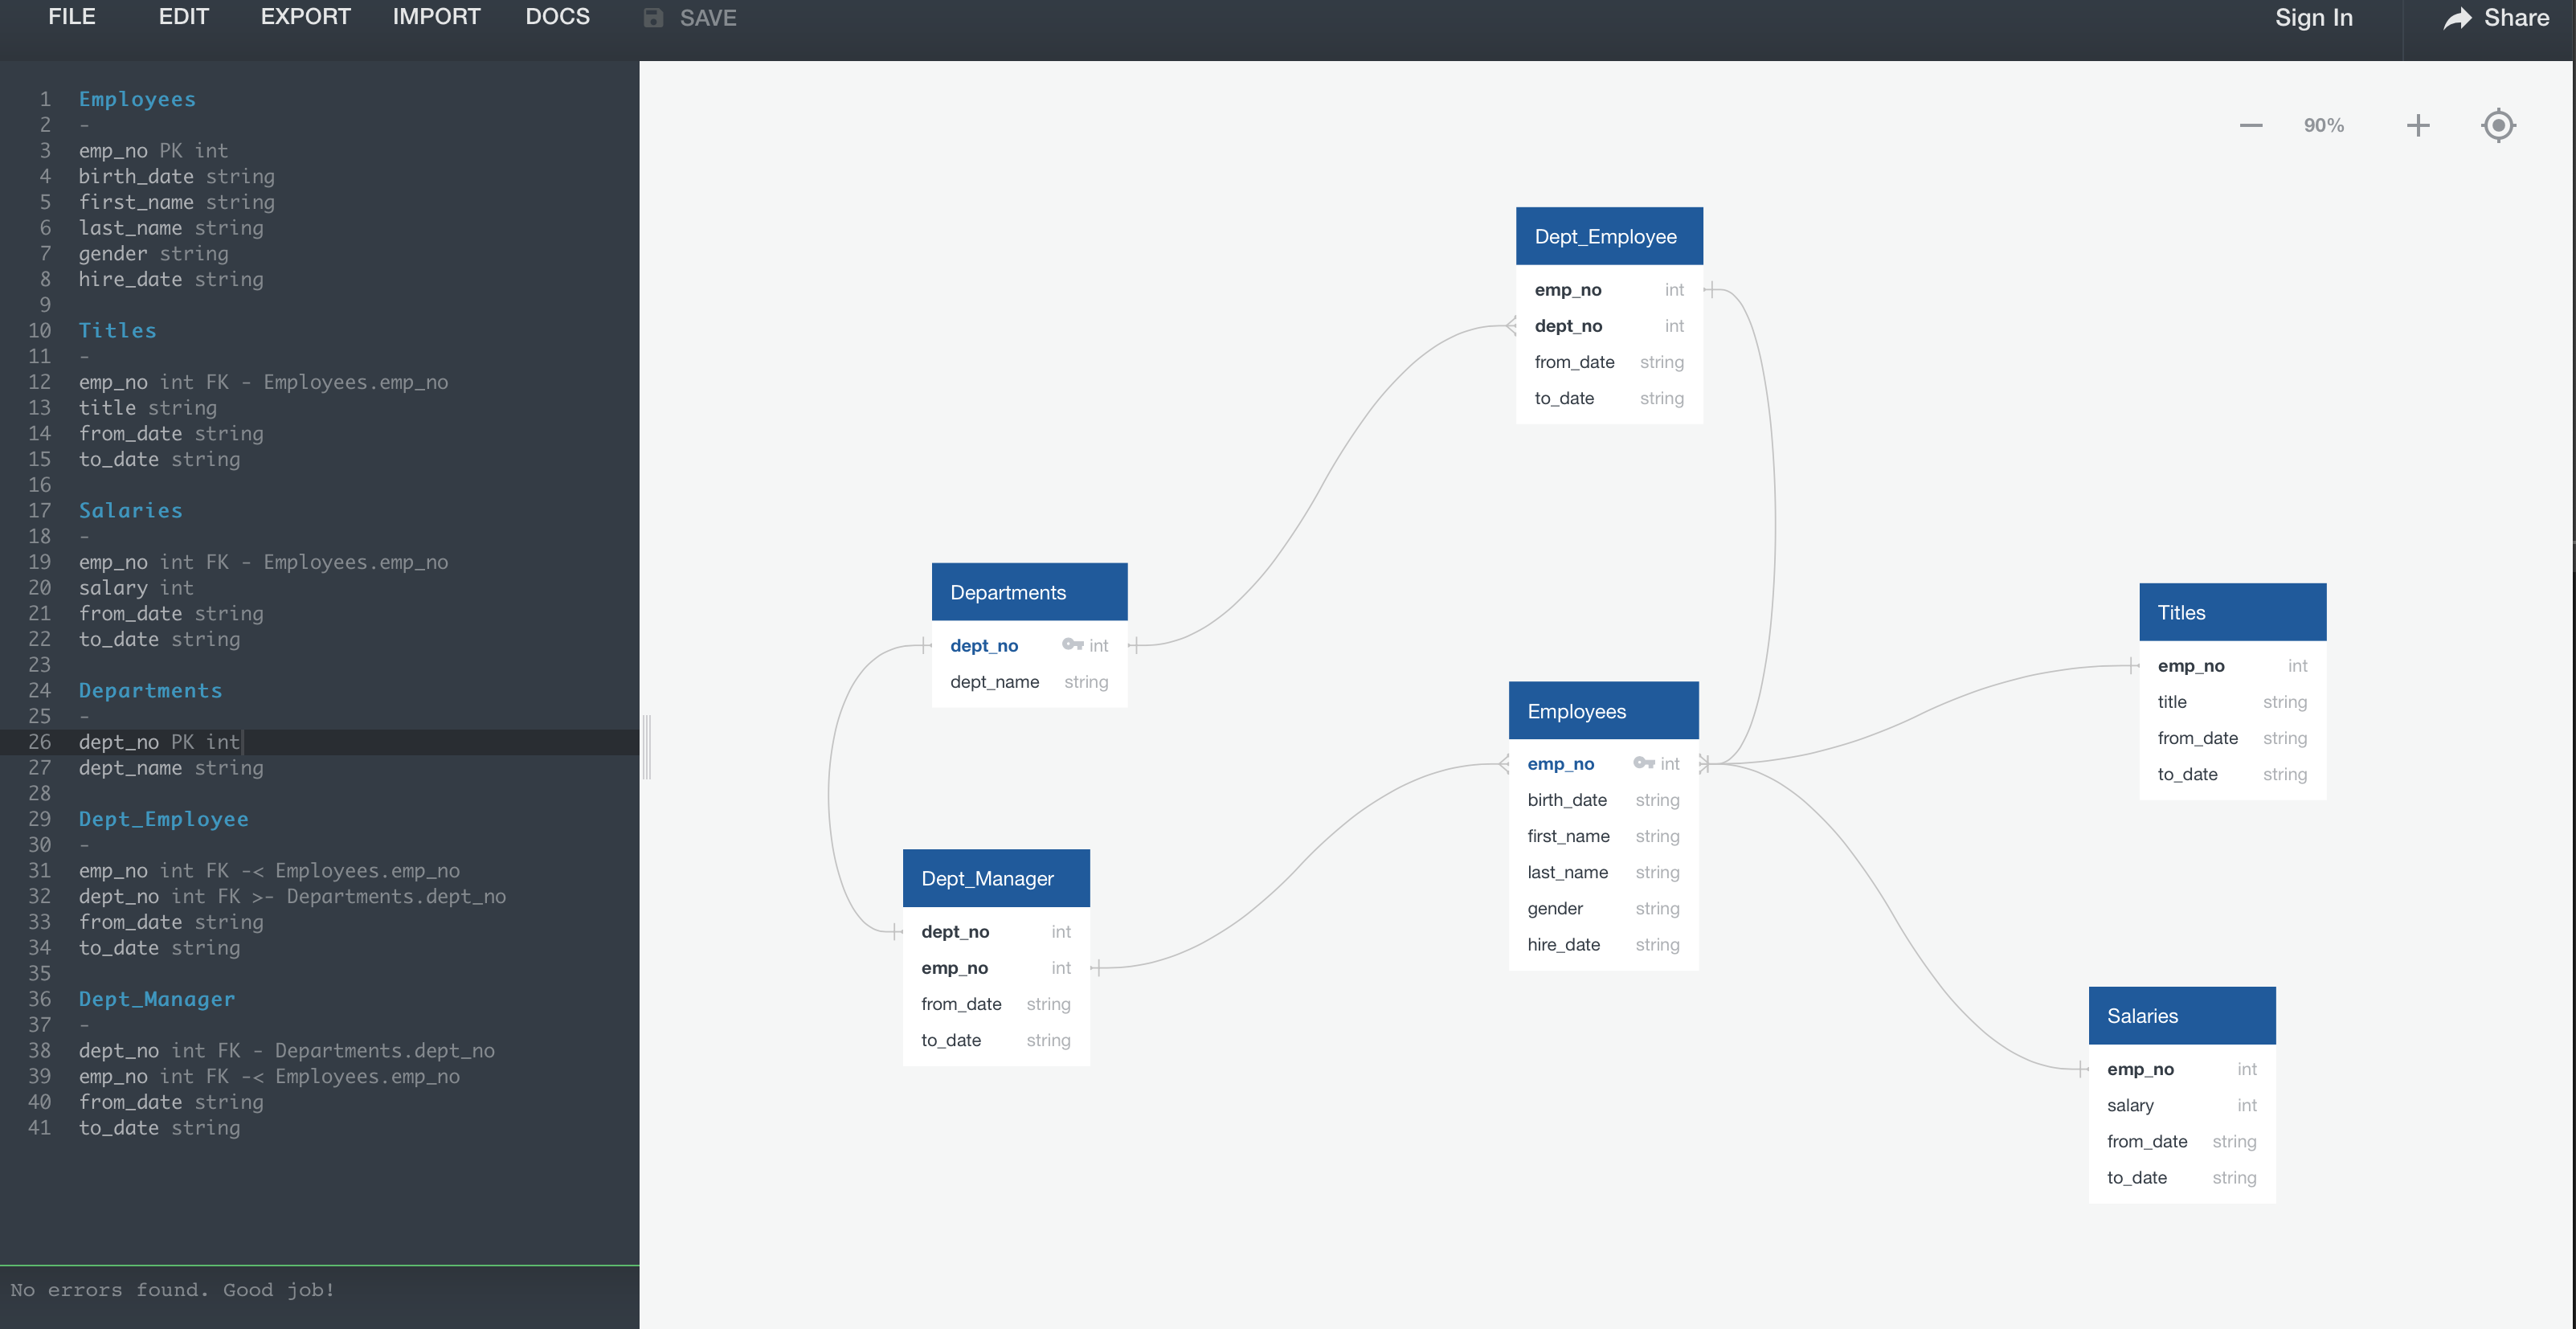 FILE EDIT EXPORT IMPORT DOCS SAVE Sign In Share
1 Employees
2 -
3 emp_no PK int
4 birth_date string
5 first_name string
6 last_name string
7 gender string
8 hire_date string
9
10 Titles
11 -
12 emp_no int FK - Employees.emp_no
13 title string
14 from_date string
15 to_date string
16
17 Salaries
18 -
19 emp_no int FK - Employees.emp_no
20 salary int
21 from_date string
22 to_date string
23
24 Departments
25 -
26 dept_no PK int
27 dept_name string
28
29 Dept_Employee
30 -
31 emp_no int FK -< Employees.emp_no
32 dept_no int FK >- Departments.dept_no
33 from_date string
34 to_date string
35
36 Dept_Manager
37 -
38 dept_no int FK - Departments.dept_no
39 emp_no int FK -< Employees.emp_no
40 from_date string
41 to_date string
No errors found. Good job!
90%
Dept_Employee
emp_no int
dept_no int
from_date string
to_date string
Departments
dept_no int
dept_name string
Titles
emp_no int
title string
from_date string
to_date string
Employees
emp_no int
birth_date string
first_name string
last_name string
gender string
hire_date string
Dept_Manager
dept_no int
emp_no int
from_date string
to_date string
Salaries
emp_no int
salary int
from_date string
to_date string